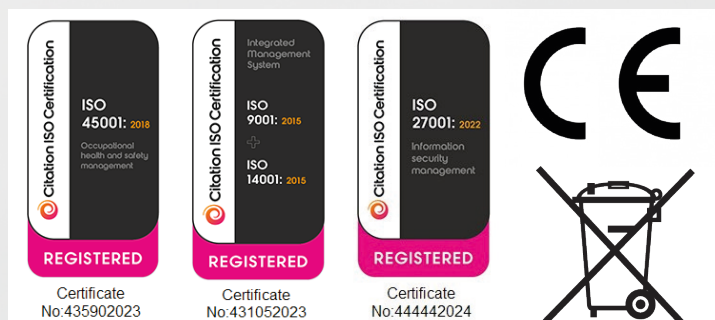 Citation ISO Certification
ISO
45001: 2018
Occupational
health and safety
management
REGISTERED
Certificate
No:435902023
Citation ISO Certification
Integrated
Management
System
ISO
9001: 2015
ISO
14001: 2015
REGISTERED
Certificate
No:431052023
Citation ISO Certification
ISO
27001: 2022
Information
security
management
REGISTERED
Certificate
No:444442024
CE